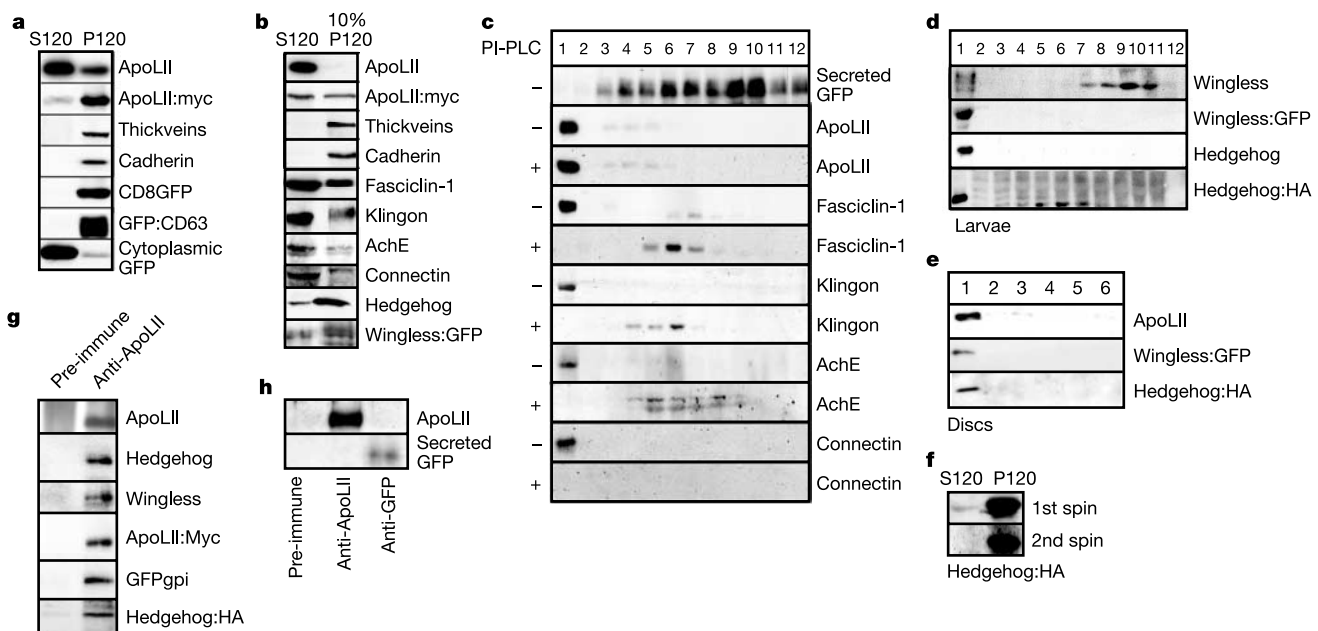 a
S120 P120
ApoLII
ApoLII:myc
Thickveins
Cadherin
CD8GFP
GFP:CD63
Cytoplasmic
GFP
b
10%
S120 P120
ApoLII
ApoLII:myc
Thickveins
Cadherin
Fasciclin-1
Klingon
AchE
Connectin
Hedgehog
Wingless:GFP
c
PI-PLC 1 2 3 4 5 6 7 8 9 10 11 12
– Secreted
GFP
– ApoLII
+ ApoLII
– Fasciclin-1
+ Fasciclin-1
– Klingon
+ Klingon
– AchE
+ AchE
– Connectin
+ Connectin
d
1 2 3 4 5 6 7 8 9 10 11 12
Wingless
Wingless:GFP
Hedgehog
Hedgehog:HA
Larvae
e
1 2 3 4 5 6
ApoLII
Wingless:GFP
Hedgehog:HA
Discs
f
S120 P120
1st spin
2nd spin
Hedgehog:HA
g
Pre-immune
Anti-ApoLII
ApoLII
Hedgehog
Wingless
ApoLII:Myc
GFPgpi
Hedgehog:HA
h
ApoLII
Secreted
GFP
Pre-immune
Anti-ApoLII
Anti-GFP